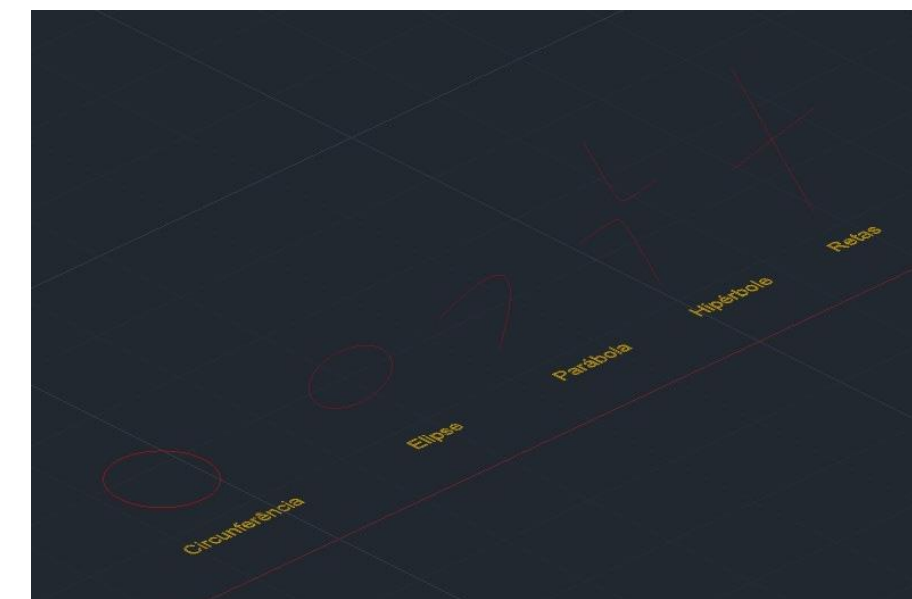 Circunferência
Elipse
Parábola
Hipérbole
Retas